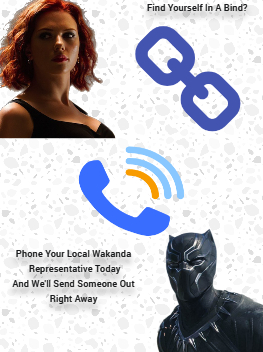 Find Yourself In A Bind?
Phone Your Local Wakanda
Representative Today
And We'll Send Someone Out
Right Away